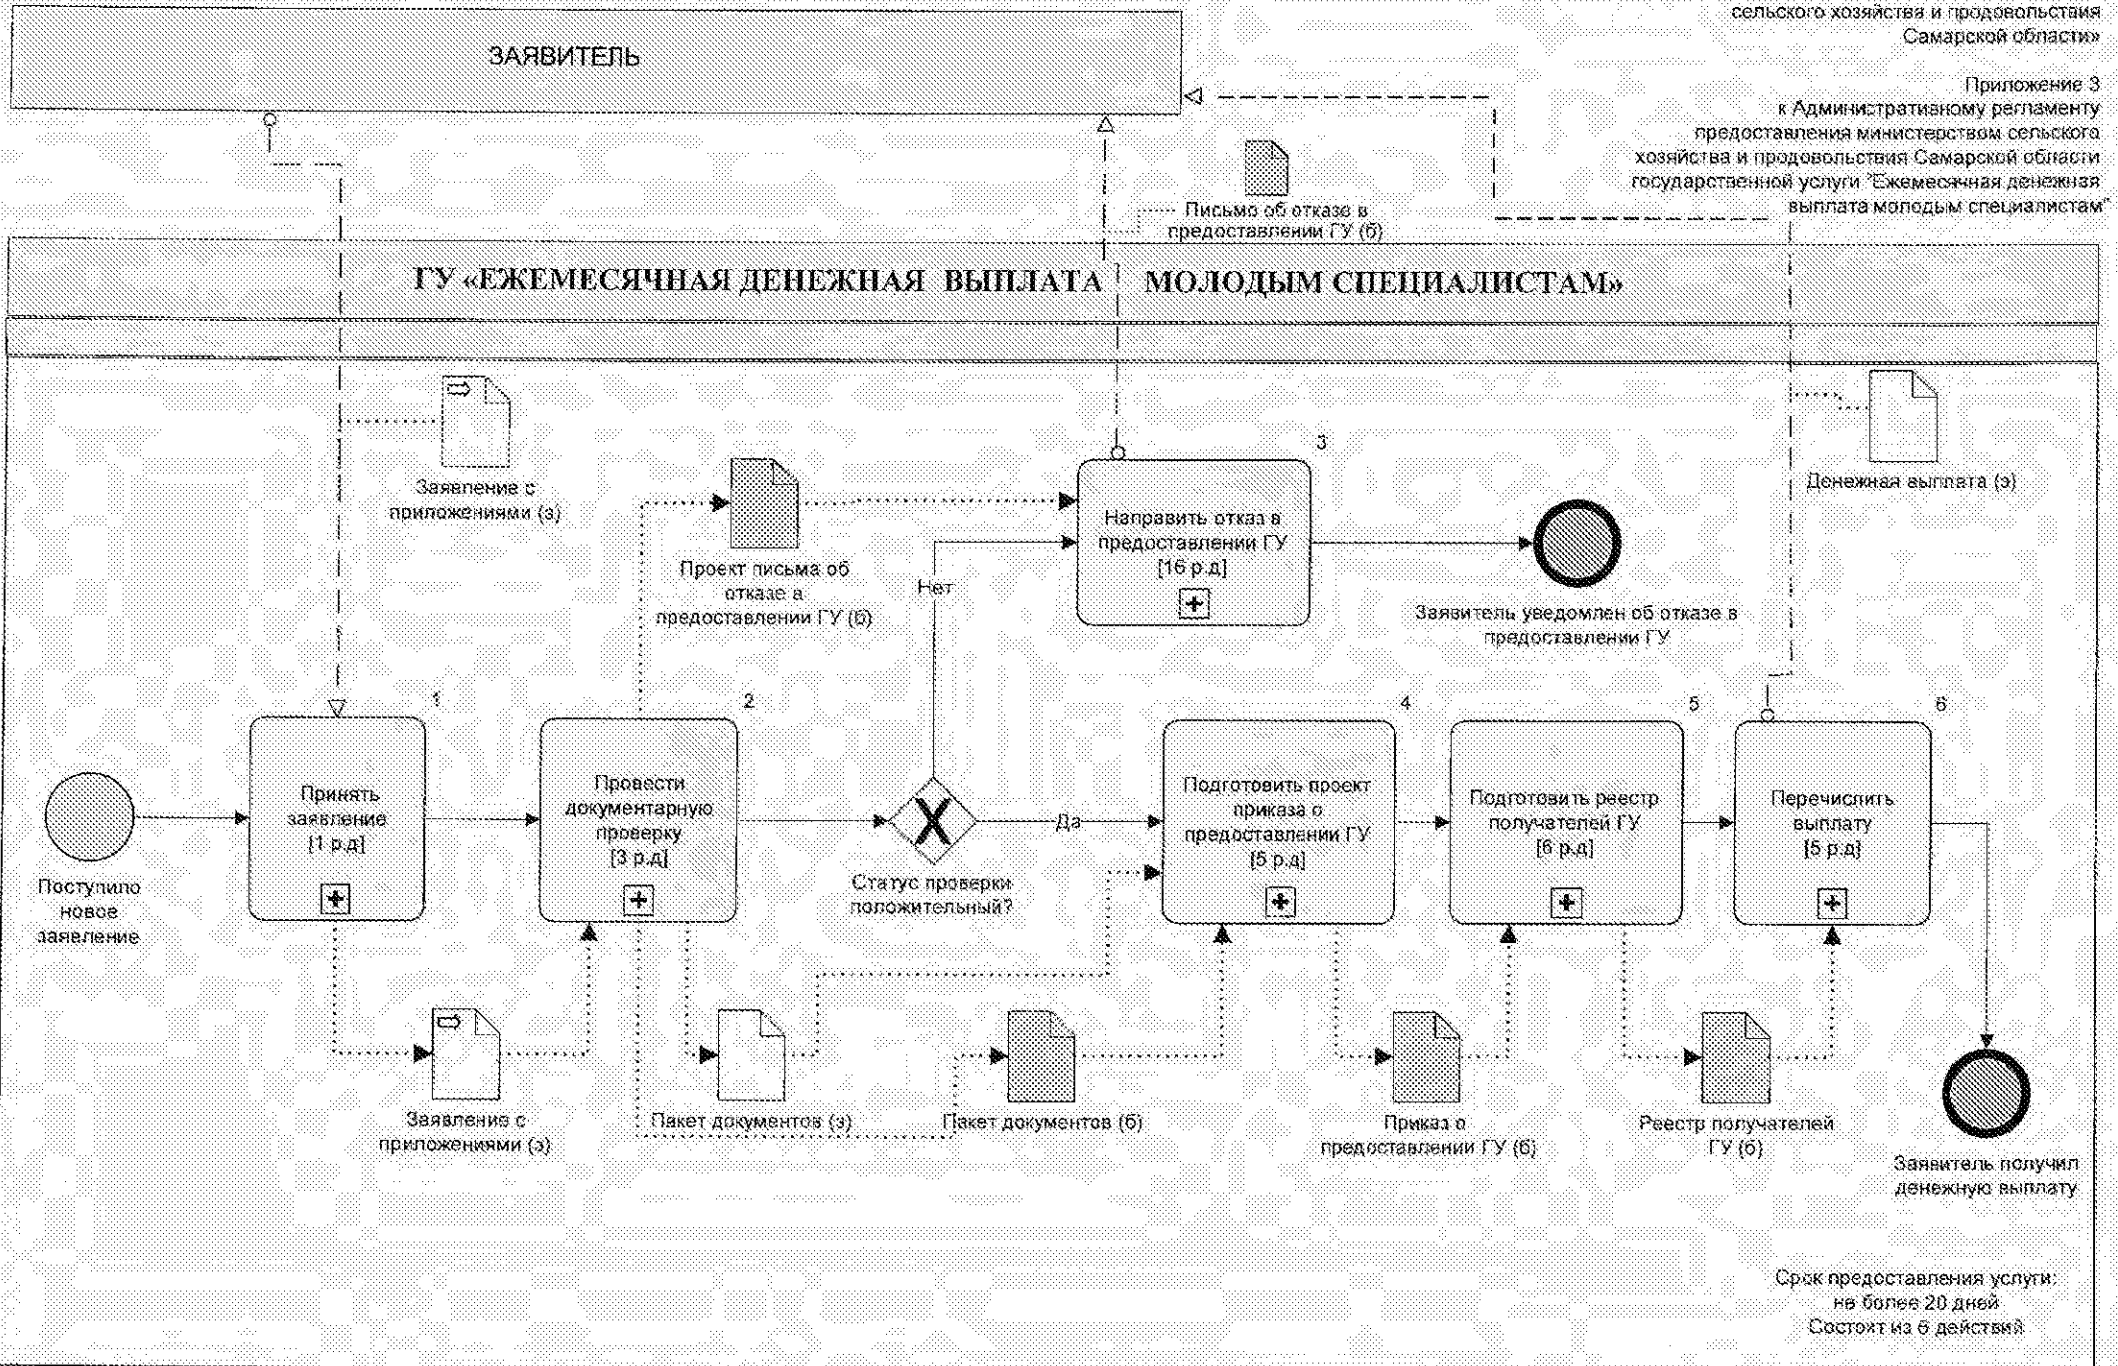 сельского хозяйства и продовольствия
Самарской области»
Приложение 3
к Административному регламенту
предоставления министерством сельского
хозяйства и продовольствия Самарской области
государственной услуги "Ежемесячная денежная
выплата молодым специалистам"
ЗАЯВИТЕЛЬ
Письмо об отказе в
предоставлении ГУ (б)
ГУ «ЕЖЕМЕСЯЧНАЯ ДЕНЕЖНАЯ ВЫПЛАТА МОЛОДЫМ СПЕЦИАЛИСТАМ»
Заявление с
приложениями (э)
Проект письма об
отказе в
предоставлении ГУ (б)
Нет
3
Направить отказ в
предоставлении ГУ
[16 р.д]
Заявитель уведомлен об отказе в
предоставлении ГУ
Денежная выплата (э)
Поступило
новое
заявление
1
Принять
заявление
[1 р.д]
2
Провести
документарную
проверку
[3 р.д]
Статус проверки
положительный?
Да
4
Подготовить проект
приказа о
предоставлении ГУ
[5 р.д]
5
Подготовить реестр
получателей ГУ
[6 р.д]
6
Перечислить
выплату
[5 р.д]
Заявление с
приложениями (э)
Пакет документов (э)
Пакет документов (б)
Приказ о
предоставлении ГУ (б)
Реестр получателей
ГУ (б)
Заявитель получил
денежную выплату
Срок предоставления услуги:
не более 20 дней
Состоит из 6 действий